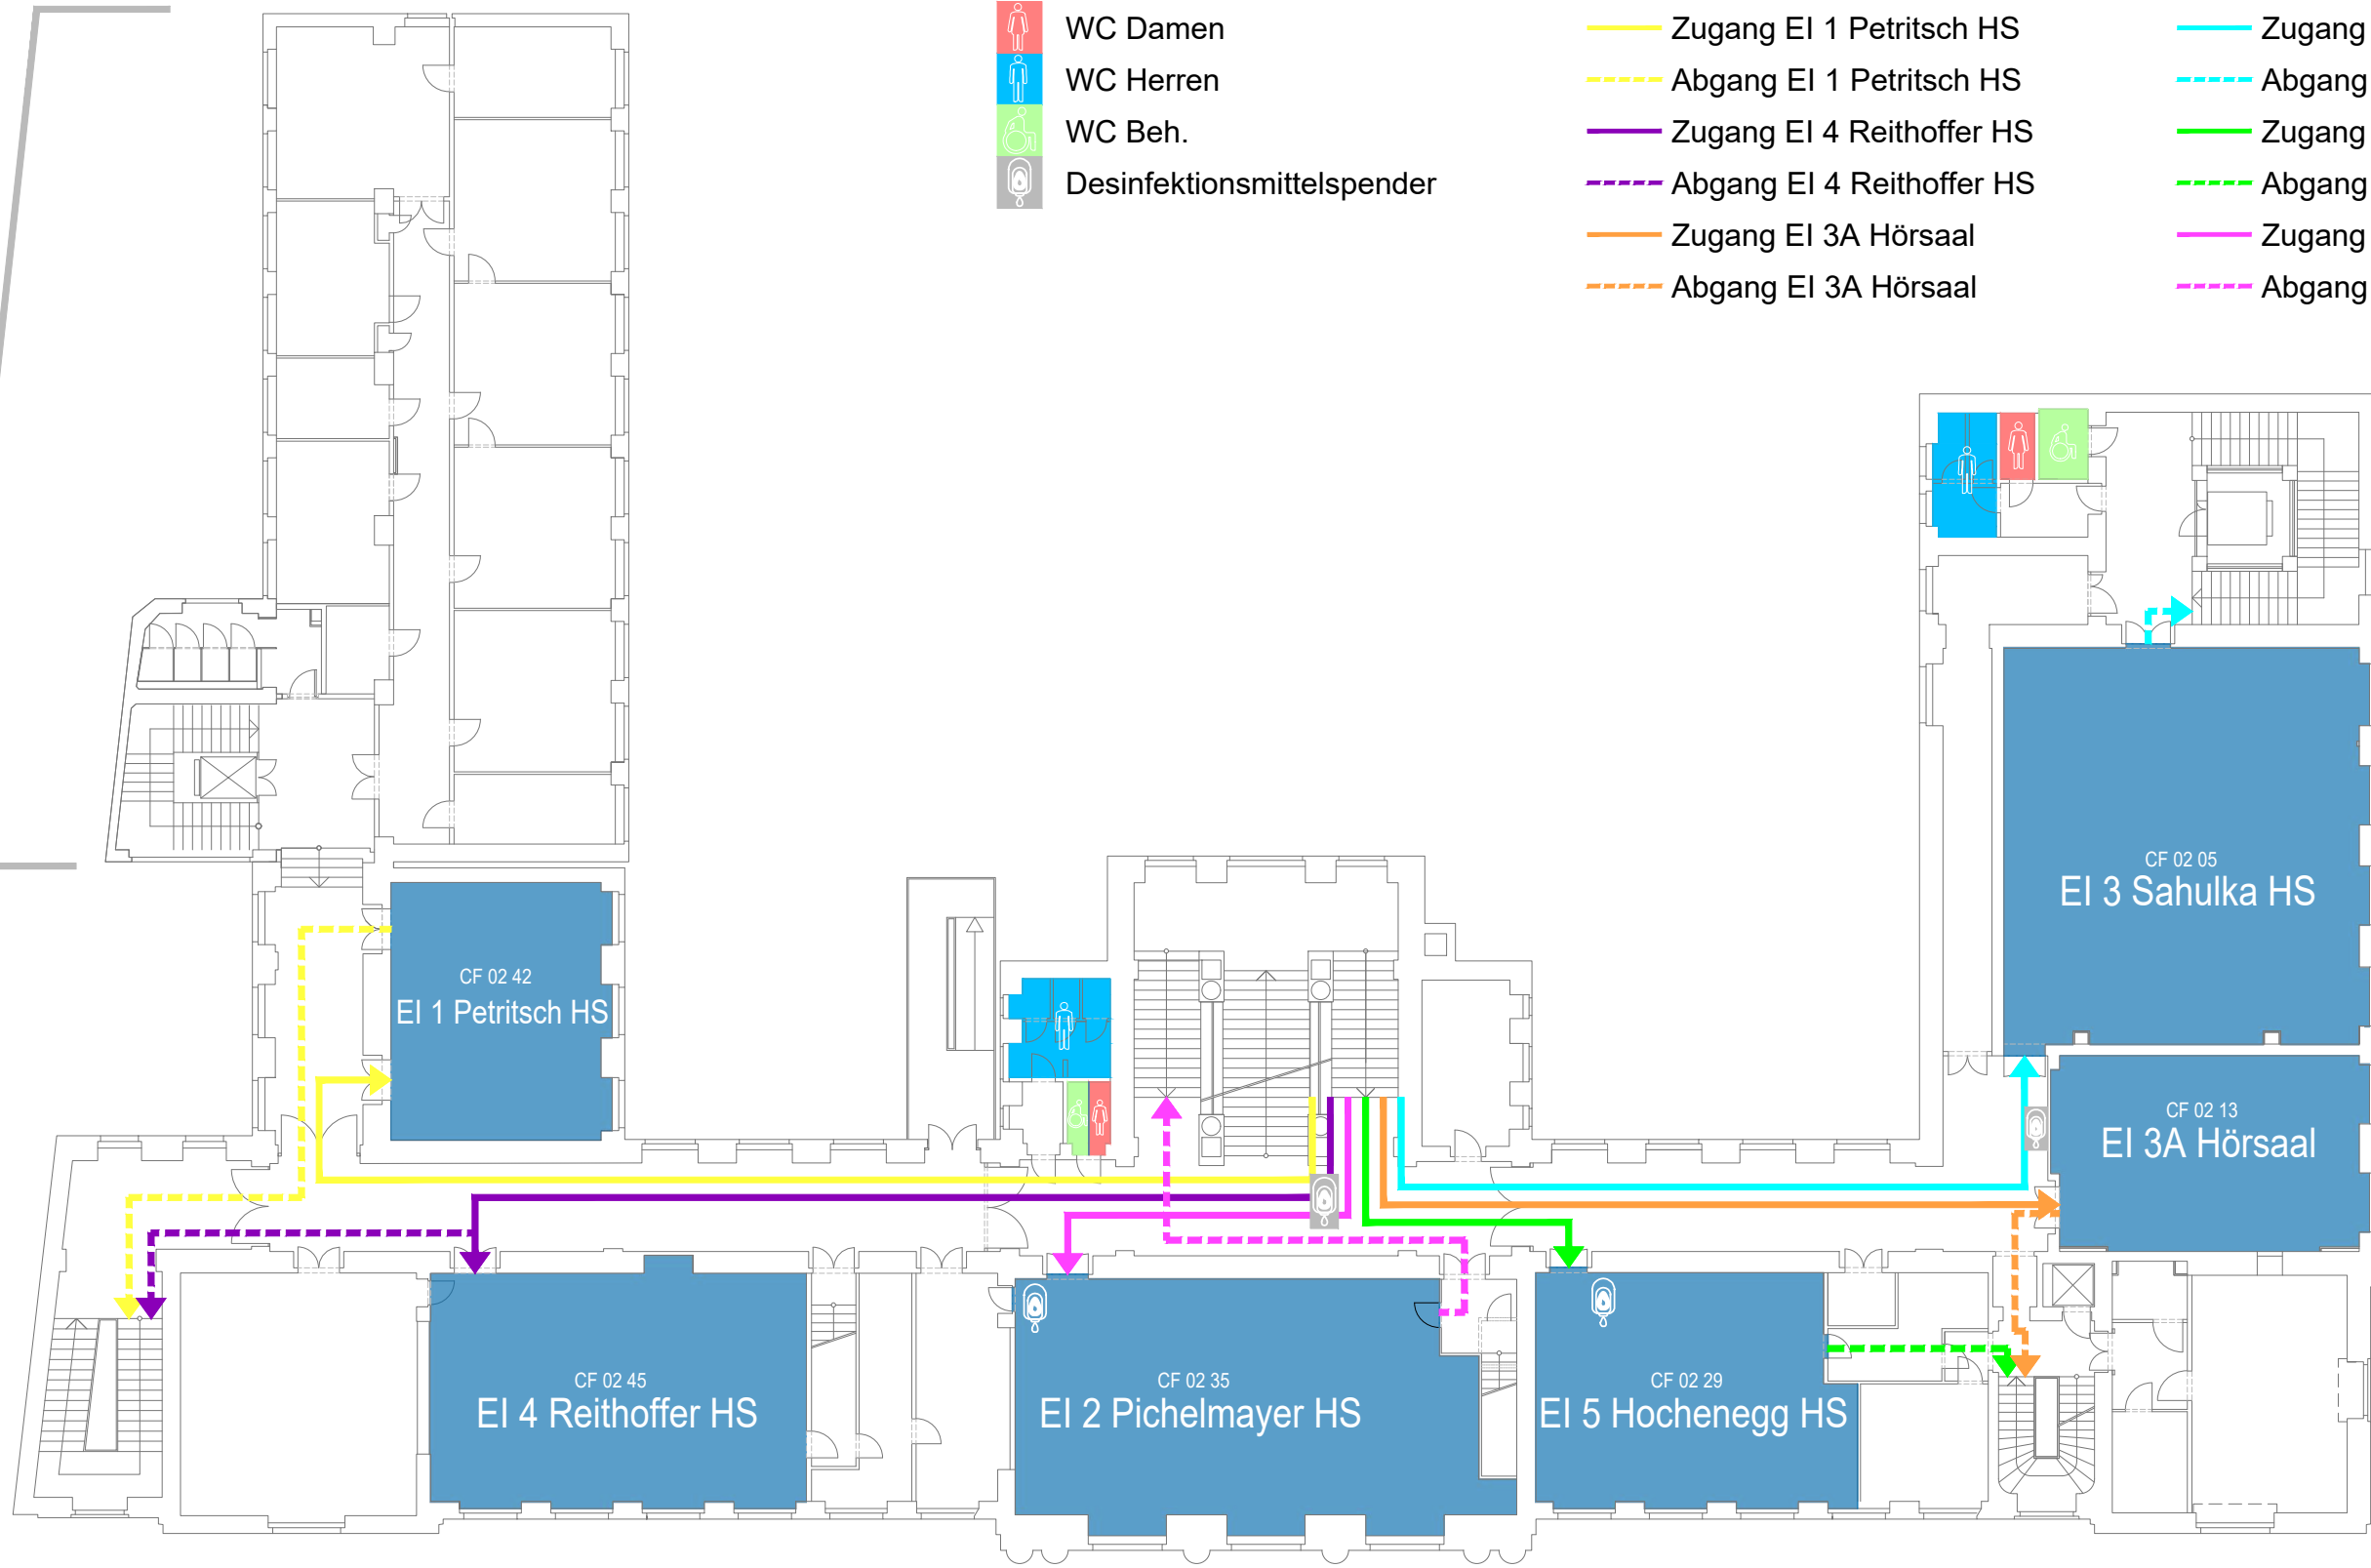 WC Damen
WC Herren
WC Beh.
Desinfektionsmittelspender
Zugang EI 1 Petritsch HS
Abgang EI 1 Petritsch HS
Zugang EI 4 Reithoffer HS
Abgang EI 4 Reithoffer HS
Zugang EI 3A Hörsaal
Abgang EI 3A Hörsaal
Zugang
Abgang
Zugang
Abgang
Zugang
Abgang
CF 02 05
EI 3 Sahulka HS
CF 02 42
EI 1 Petritsch HS
CF 02 13
EI 3A Hörsaal
CF 02 45
EI 4 Reithoffer HS
CF 02 35
EI 2 Pichelmayer HS
CF 02 29
EI 5 Hochenegg HS